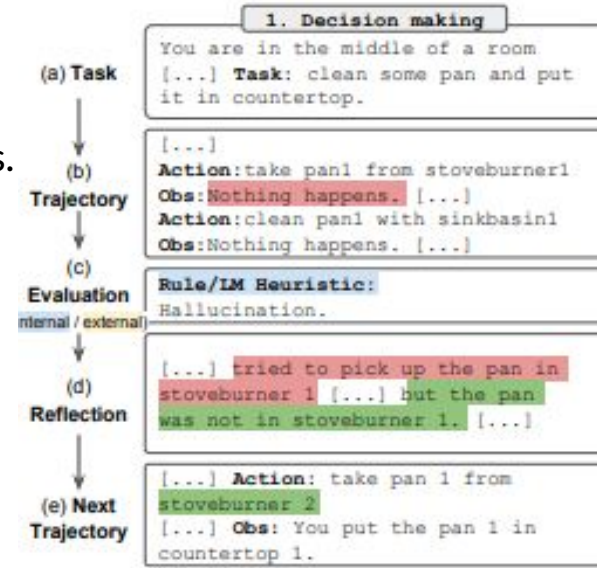 1. Decision making
(a) Task
You are in the middle of a room
[...] Task: clean some pan and put
it in countertop.
s.
(b)
Trajectory
[...]
Action:take pan1 from stoveburner1
Obs:Nothing happens. [...]
Action:clean pan1 with sinkbasin1
Obs:Nothing happens. [...]
(c)
Evaluation
nternal / external)
Rule/LM Heuristic:
Hallucination.
(d)
Reflection
[...] tried to pick up the pan in
stoveburner 1 [...] but the pan
was not in stoveburner 1. [...]
(e) Next
Trajectory
[...] Action: take pan 1 from
stoveburner 2
[...] Obs: You put the pan 1 in
countertop 1.